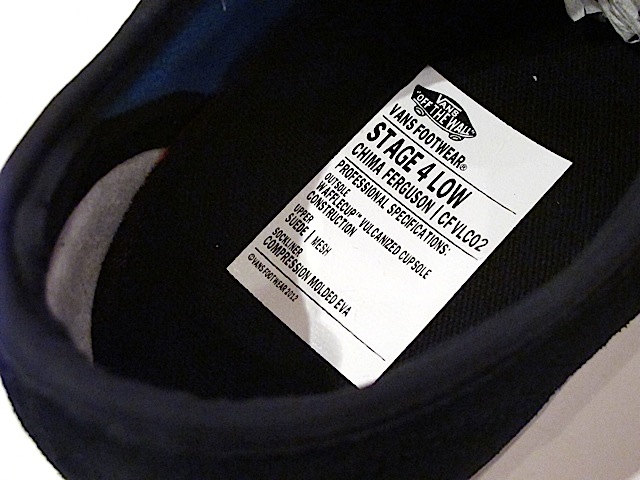 VANS
"OFF THE WALL"
VANS FOOTWEAR®
STAGE 4 LOW
CHIMA FERGUSON | CFVLC02
PROFESSIONAL SPECIFICATIONS:
OUTSOLE
WAFFLECUP™ VULCANIZED CUPSOLE
CONSTRUCTION
UPPER
SUEDE | MESH
SOCKLINER
COMPRESSION MOLDED EVA
©VANS FOOTWEAR 2012